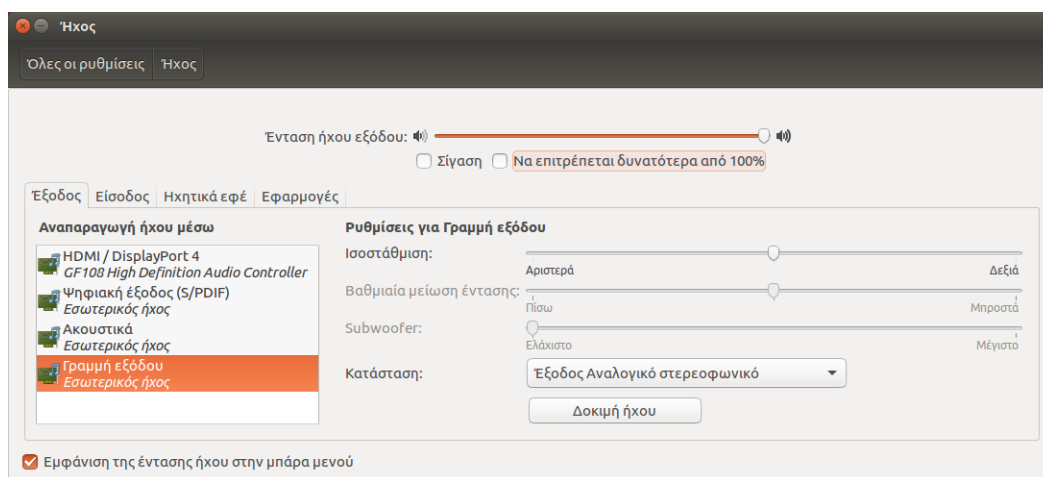 Ήχος
Όλες οι ρυθμίσεις Ήχος
Ένταση ήχου εξόδου:
Σίγαση Να επιτρέπεται δυνατότερα από 100%
Έξοδος Είσοδος Ηχητικά εφέ Εφαρμογές
Αναπαραγωγή ήχου μέσω
HDMI / DisplayPort 4
GF108 High Definition Audio Controller
Ψηφιακή έξοδος (S/PDIF)
Εσωτερικός ήχος
Ακουστικά
Εσωτερικός ήχος
Γραμμή εξόδου
Εσωτερικός ήχος
Ρυθμίσεις για Γραμμή εξόδου
Ισοστάθμιση:
Αριστερά Δεξιά
Βαθμιαία μείωση έντασης:
Πίσω Μπροστά
Subwoofer:
Ελάχιστο Μέγιστο
Κατάσταση: Έξοδος Αναλογικό στερεοφωνικό
Δοκιμή ήχου
Εμφάνιση της έντασης ήχου στην μπάρα μενού